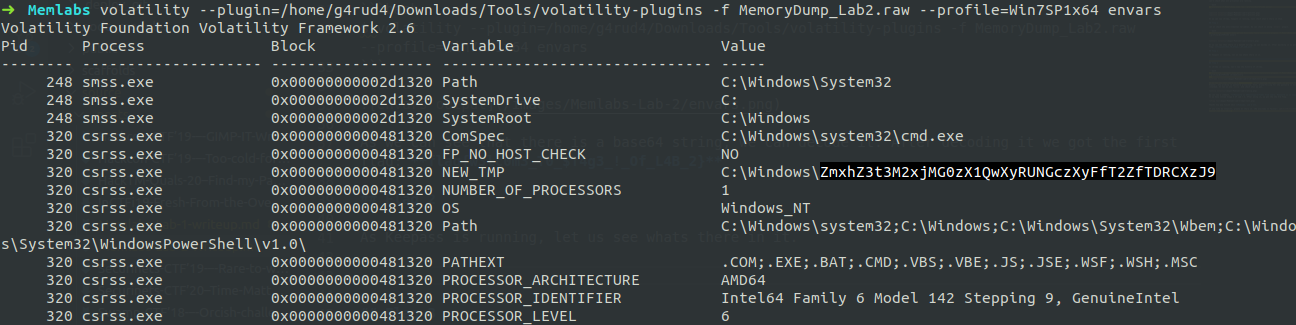 ➜ Memlabs volatility --plugin=/home/g4rud4/Downloads/Tools/volatility-plugins -f MemoryDump_Lab2.raw --profile=Win7SP1x64 envars
Volatility Foundation Volatility Framework 2.6
Pid Process Block Variable Value
-------- -------------------- ------------------ ------------------------------ -----
248 smss.exe 0x00000000002d1320 Path C:\Windows\System32
248 smss.exe 0x00000000002d1320 SystemDrive C:
248 smss.exe 0x00000000002d1320 SystemRoot C:\Windows
320 csrss.exe 0x0000000000481320 ComSpec C:\Windows\system32\cmd.exe
320 csrss.exe 0x0000000000481320 FP_NO_HOST_CHECK NO
320 csrss.exe 0x0000000000481320 NEW_TMP C:\Windows\ZmxhZ3t3M2xjMG0zX1QwXyRUNGczXyFfT2ZfTDRCXzJ9
320 csrss.exe 0x0000000000481320 NUMBER_OF_PROCESSORS 1
320 csrss.exe 0x0000000000481320 OS Windows_NT
320 csrss.exe 0x0000000000481320 Path C:\Windows\system;C:\Windows;C:\Windows\System32\Wbem;C:\Windo
s\System32\WindowsPowerShell\v1.0\
320 csrss.exe 0x0000000000481320 PATHEXT .COM;.EXE;.BAT;.CMD;.VBS;.VBE;.JS;.JSE;.WSF;.WSH;.MSC
320 csrss.exe 0x0000000000481320 PROCESSOR_ARCHITECTURE AMD64
320 csrss.exe 0x0000000000481320 PROCESSOR_IDENTIFIER Intel64 Family 6 Model 142 Stepping 9, GenuineIntel
320 csrss.exe 0x0000000000481320 PROCESSOR_LEVEL 6